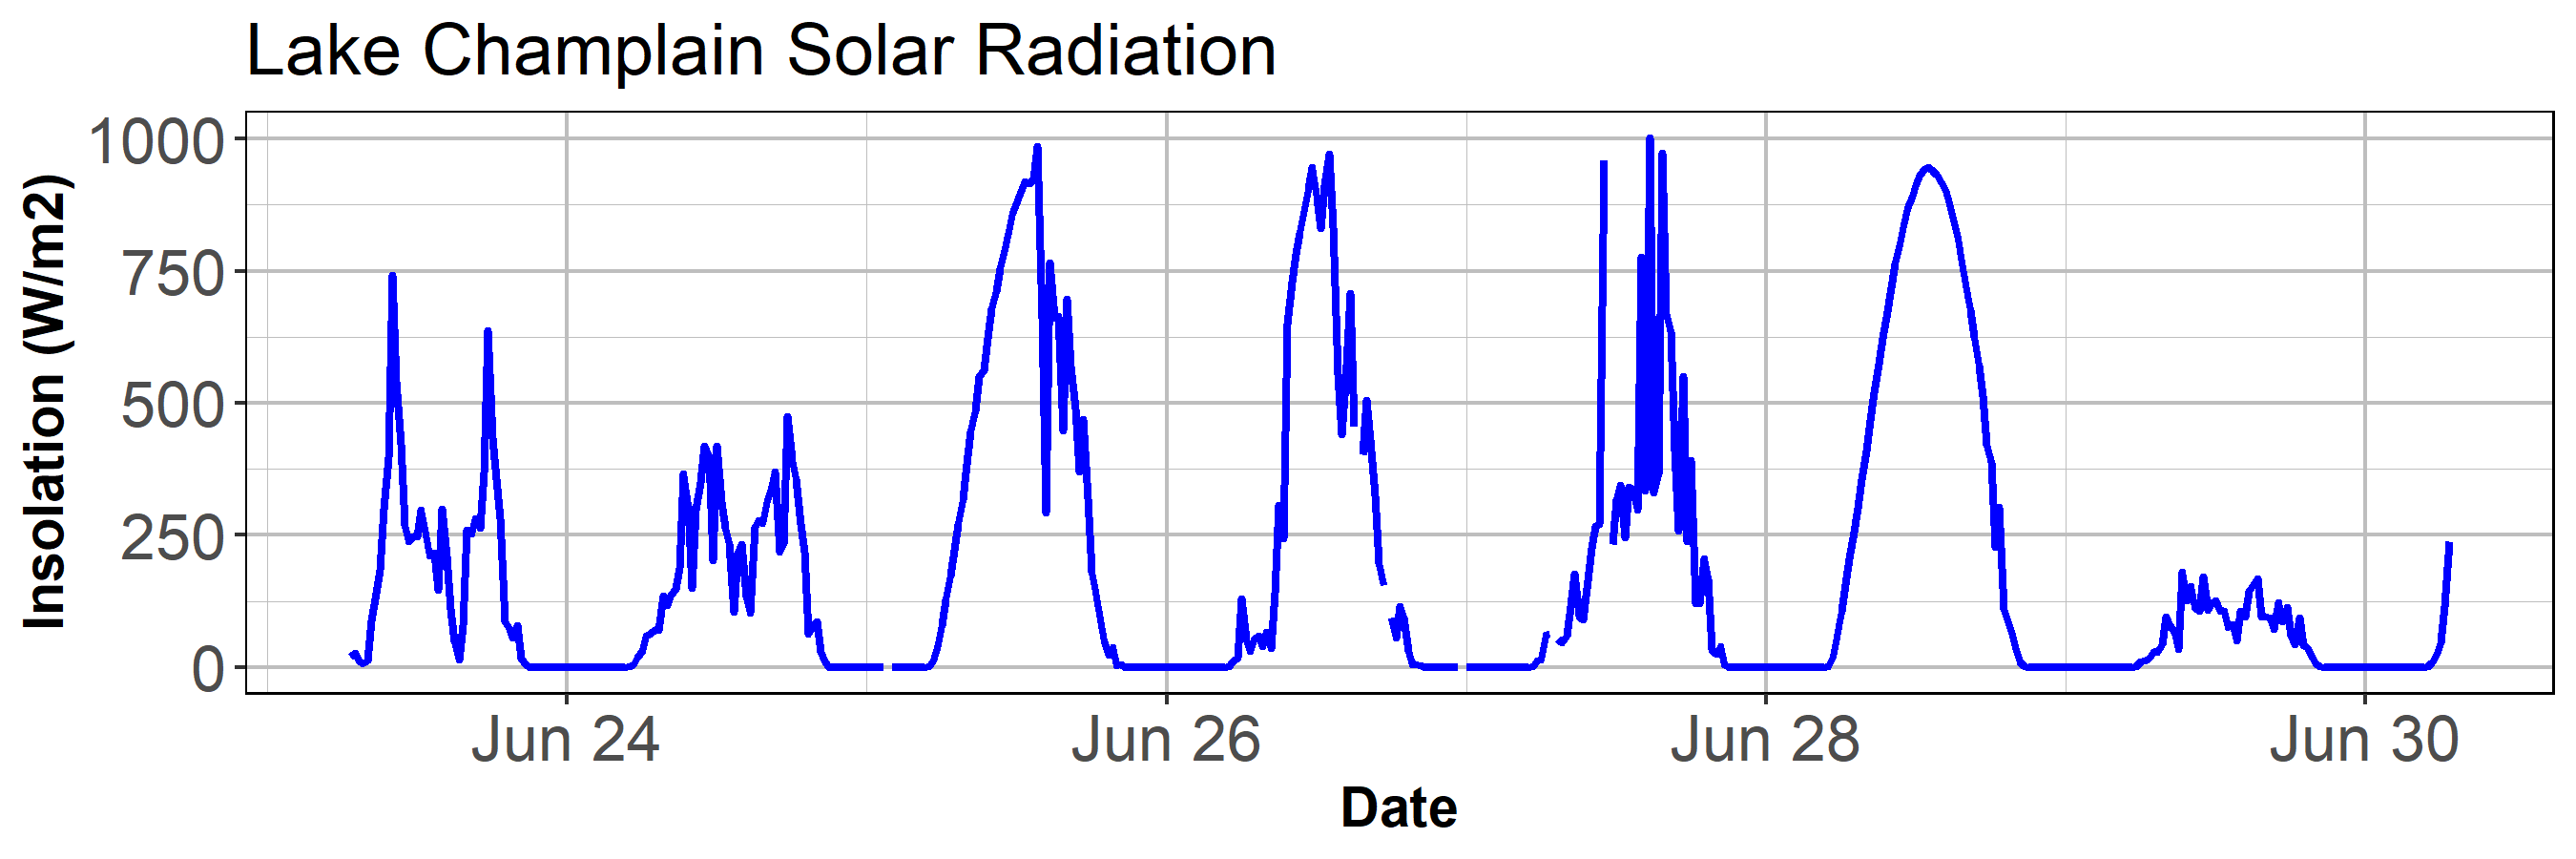 Lake Champlain Solar Radiation
Insolation (W/m2)
1000
750
500
250
0
Jun 24
Jun 26
Jun 28
Jun 30
Date